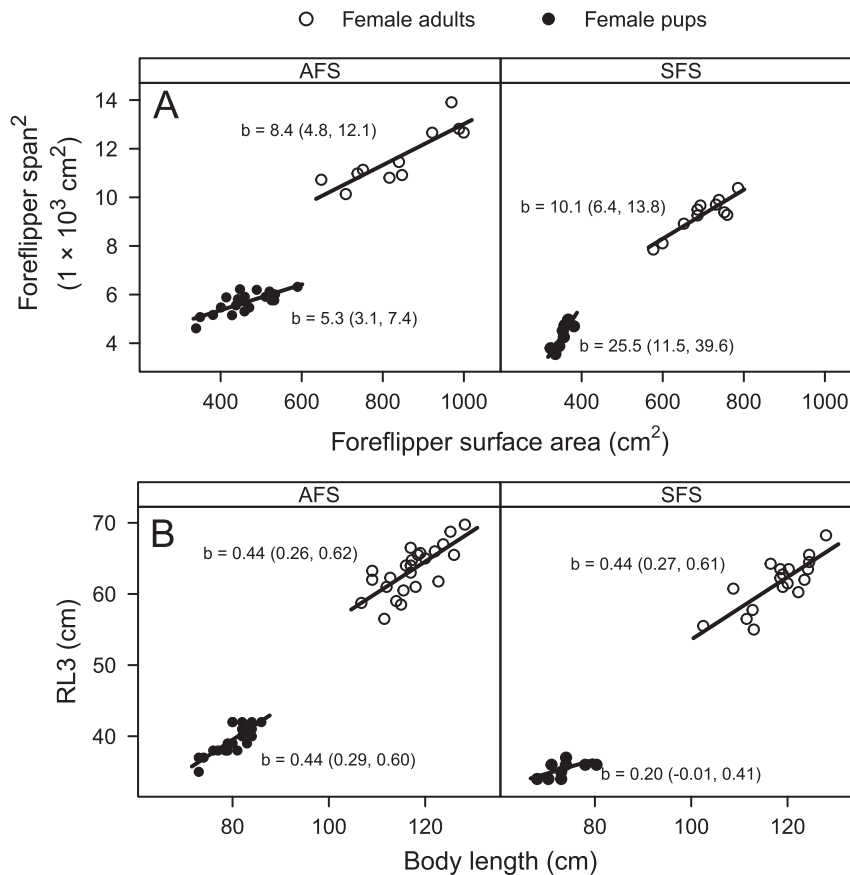 Female adults Female pups
AFS SFS
A
Foreflipper span²
(1 × 10³ cm²)
14
12
10
8
6
4
b = 8.4 (4.8, 12.1)
b = 5.3 (3.1, 7.4)
b = 10.1 (6.4, 13.8)
b = 25.5 (11.5, 39.6)
400 600 800 1000 400 600 800 1000
Foreflipper surface area (cm²)
AFS SFS
B
RL3 (cm)
70
60
50
40
b = 0.44 (0.26, 0.62)
b = 0.44 (0.29, 0.60)
b = 0.44 (0.27, 0.61)
b = 0.20 (-0.01, 0.41)
80 100 120 80 100 120
Body length (cm)